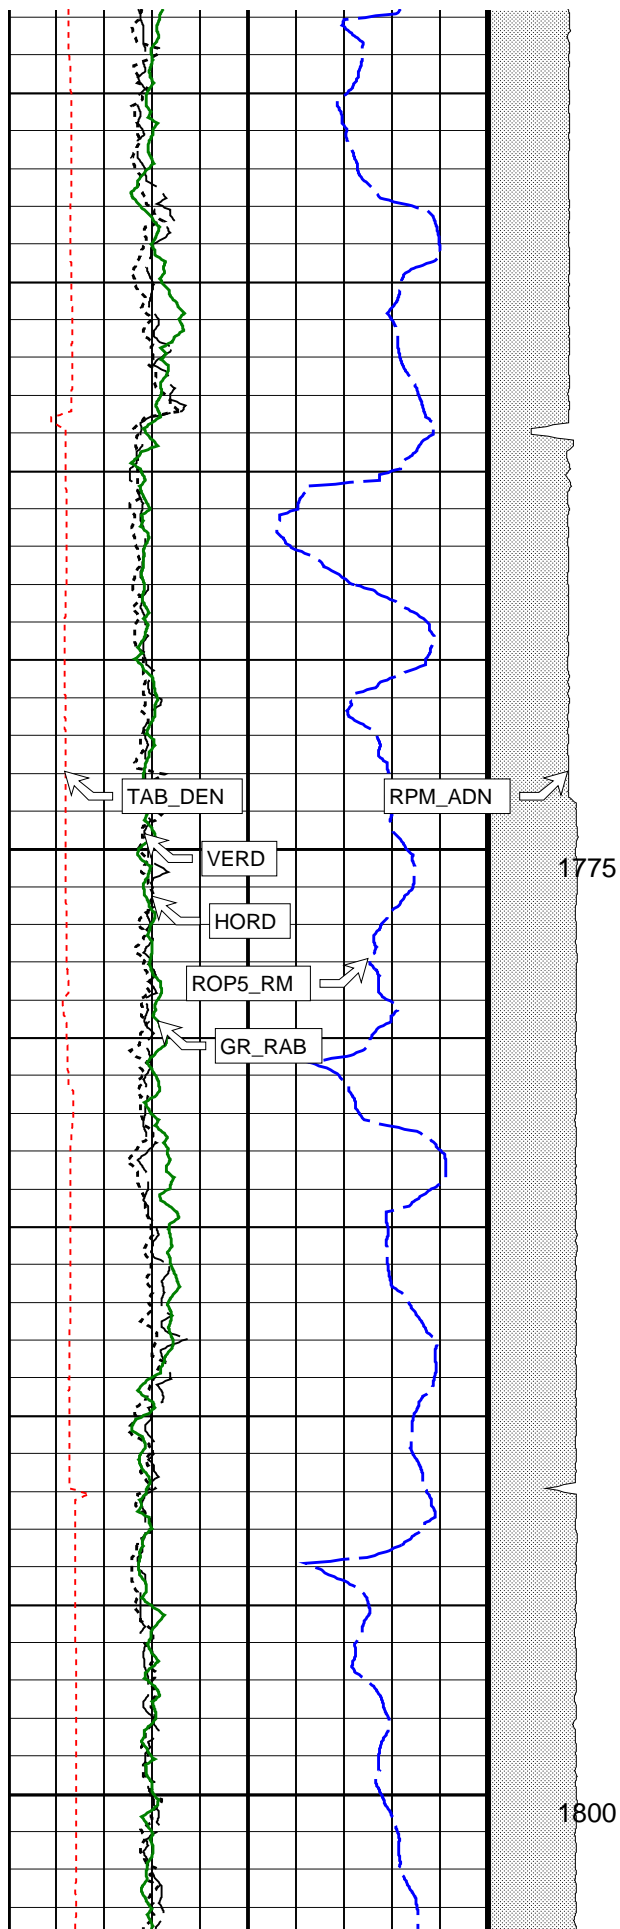 TAB_DEN
RPM_ADN
VERD
1775
HORD
ROP5_RM
GR_RAB
1800